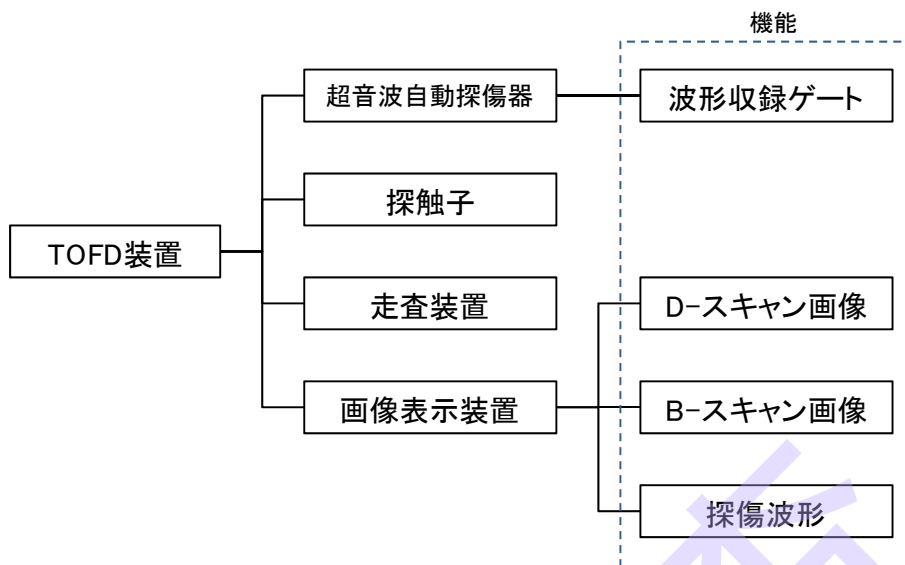 機能
超音波自動探傷器
波形収録ゲート
探触子
TOFD装置
走査装置
D-スキャン画像
画像表示装置
B-スキャン画像
探傷波形